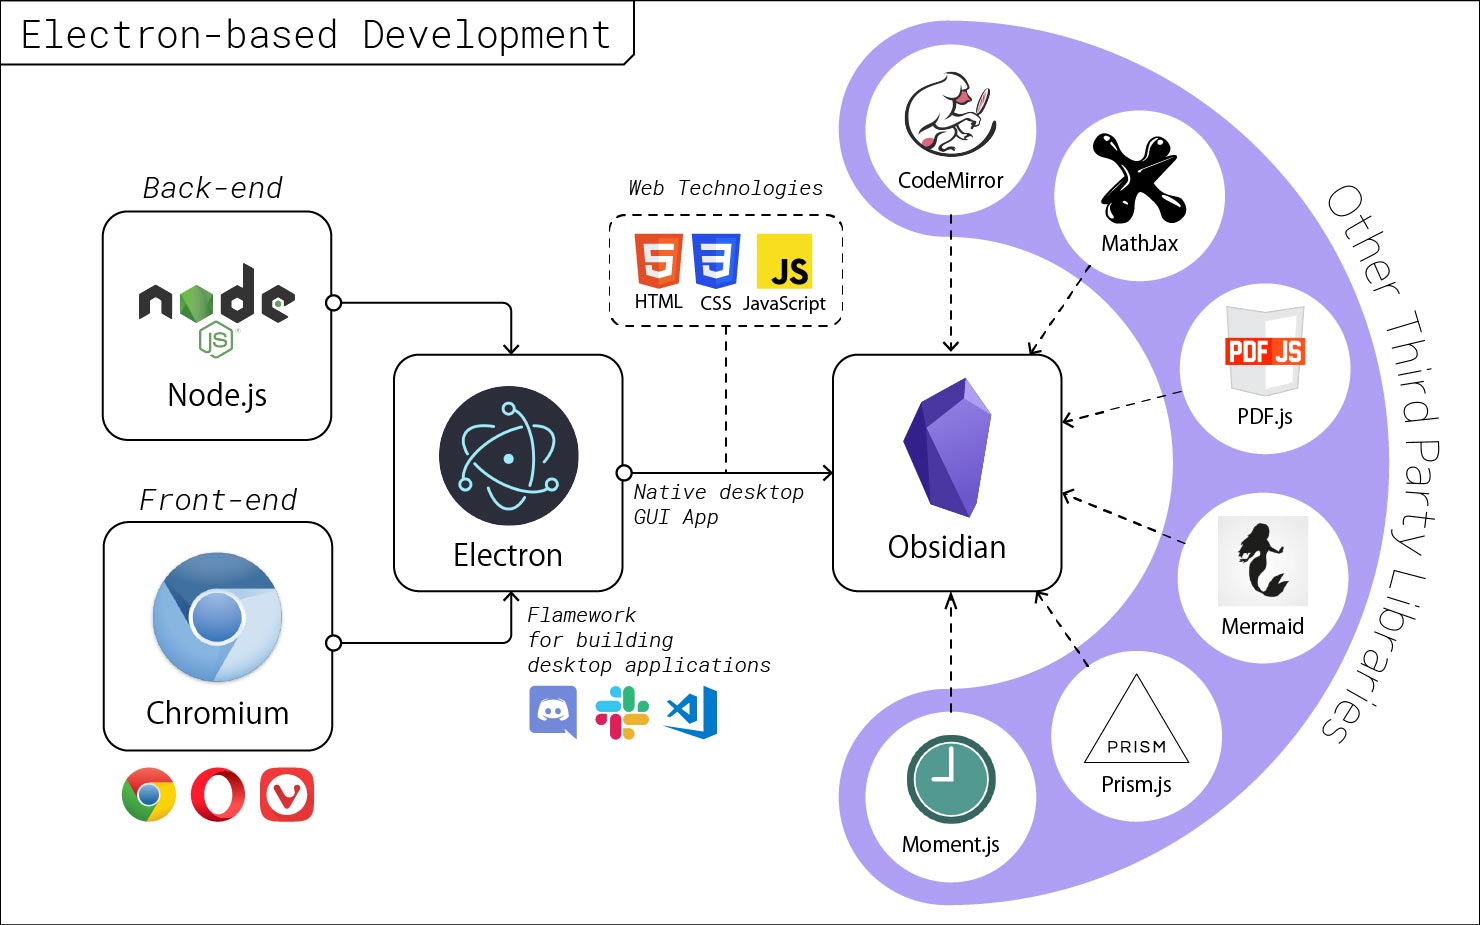 Electron-based Development
Back-end
node
JS
Node.js
Front-end
Chromium
Electron
Web Technologies
HTML
CSS
JS
JavaScript
Native desktop
GUI App
Flamework
for building
desktop applications
Obsidian
CodeMirror
MathJax
PDF JS
PDF.js
Mermaid
PRISM
Prism.js
Moment.js
Other Third Party Libraries